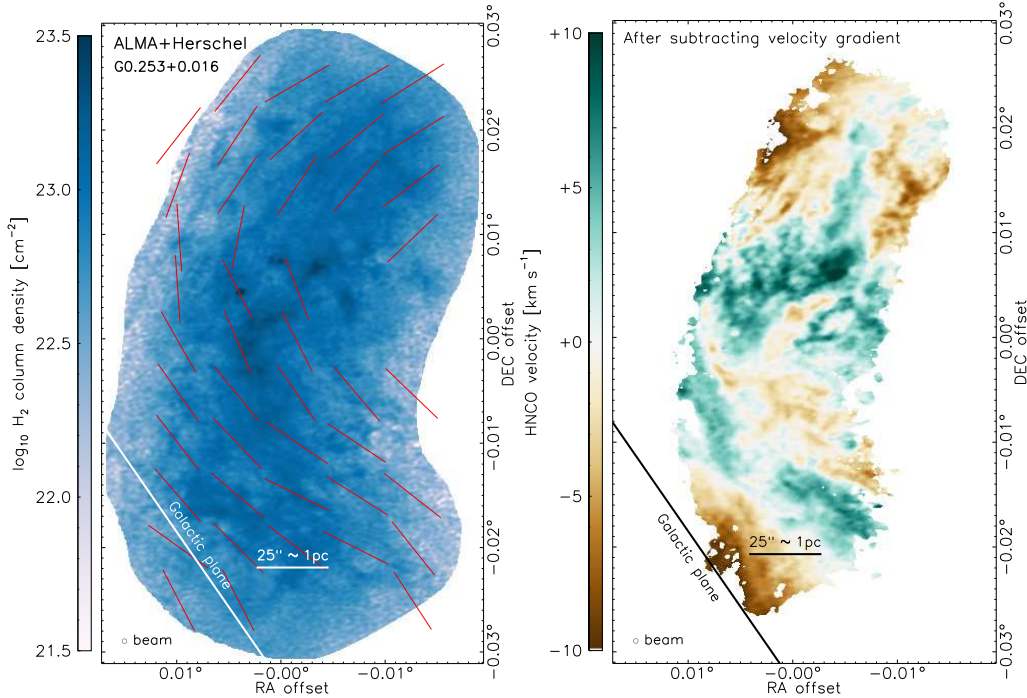 23.5
23.0
22.5
22.0
21.5
log₁₀ H₂ column density [cm⁻²]
ALMA+Herschel
G0.253+0.016
Galactic plane
25" ~ 1pc
beam
0.01°
−0.00°
−0.01°
RA offset
0.03°
0.02°
0.01°
0.00°
−0.01°
−0.02°
−0.03°
DEC offset
+10
+5
+0
−5
−10
HNCO velocity [km s⁻¹]
After subtracting velocity gradient
Galactic plane
25" ~ 1pc
beam
0.01°
−0.00°
−0.01°
RA offset
0.03°
0.02°
0.01°
0.00°
−0.01°
−0.02°
−0.03°
DEC offset